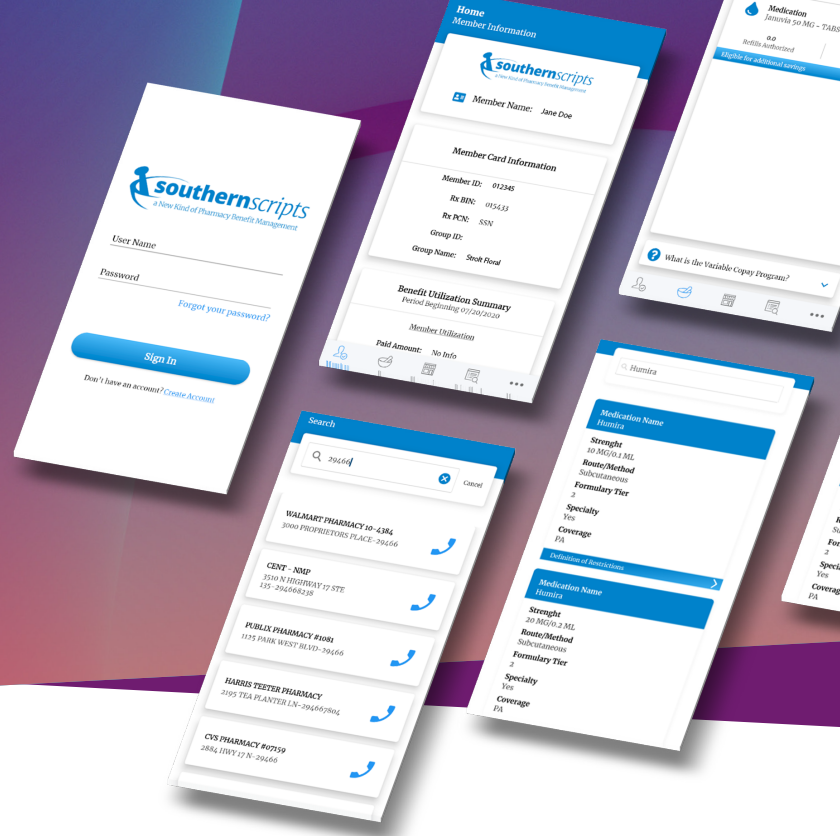 southernscripts
a New Kind of Pharmacy Benefit Management
User Name
Password
Forgot your password?
Sign In
Don't have an account? Create Account
Home
Member Information
southernscripts
a New Kind of Pharmacy Benefit Management
Member Name: Jane Doe
Member Card Information
Member ID: 012345
Rx BIN: 015433
Rx PCN: SSN
Group ID:
Group Name: Stroft Floral
Benefit Utilization Summary
Period Beginning 07/20/2020
Member Utilization
Paid Amount: No Info
Medication
Januvia 50 MG - TABS
0.0
Refills Authorized
Eligible for additional savings
What is the Variable Copay Program?
Search
29466
Cancel
WALMART PHARMACY 10-4384
3000 PROPRIETORS PLACE-29466
CENT - NMP
3510 N HIGHWAY 17 STE
135-294668238
PUBLIX PHARMACY #1081
1125 PARK WEST BLVD-29466
HARRIS TEETER PHARMACY
2195 TEA PLANTER LN-294667804
CVS PHARMACY #07159
2884 HWY 17 N-29466
Humira
Medication Name
Humira
Strenght
10 MG/0.1 ML
Route/Method
Subcutaneous
Formulary Tier
2
Specialty
Yes
Coverage
PA
Definition of Restrictions
Medication Name
Humira
Strenght
20 MG/0.2 ML
Route/Method
Subcutaneous
Formulary Tier
2
Specialty
Yes
Coverage
PA
2
Yes
PA